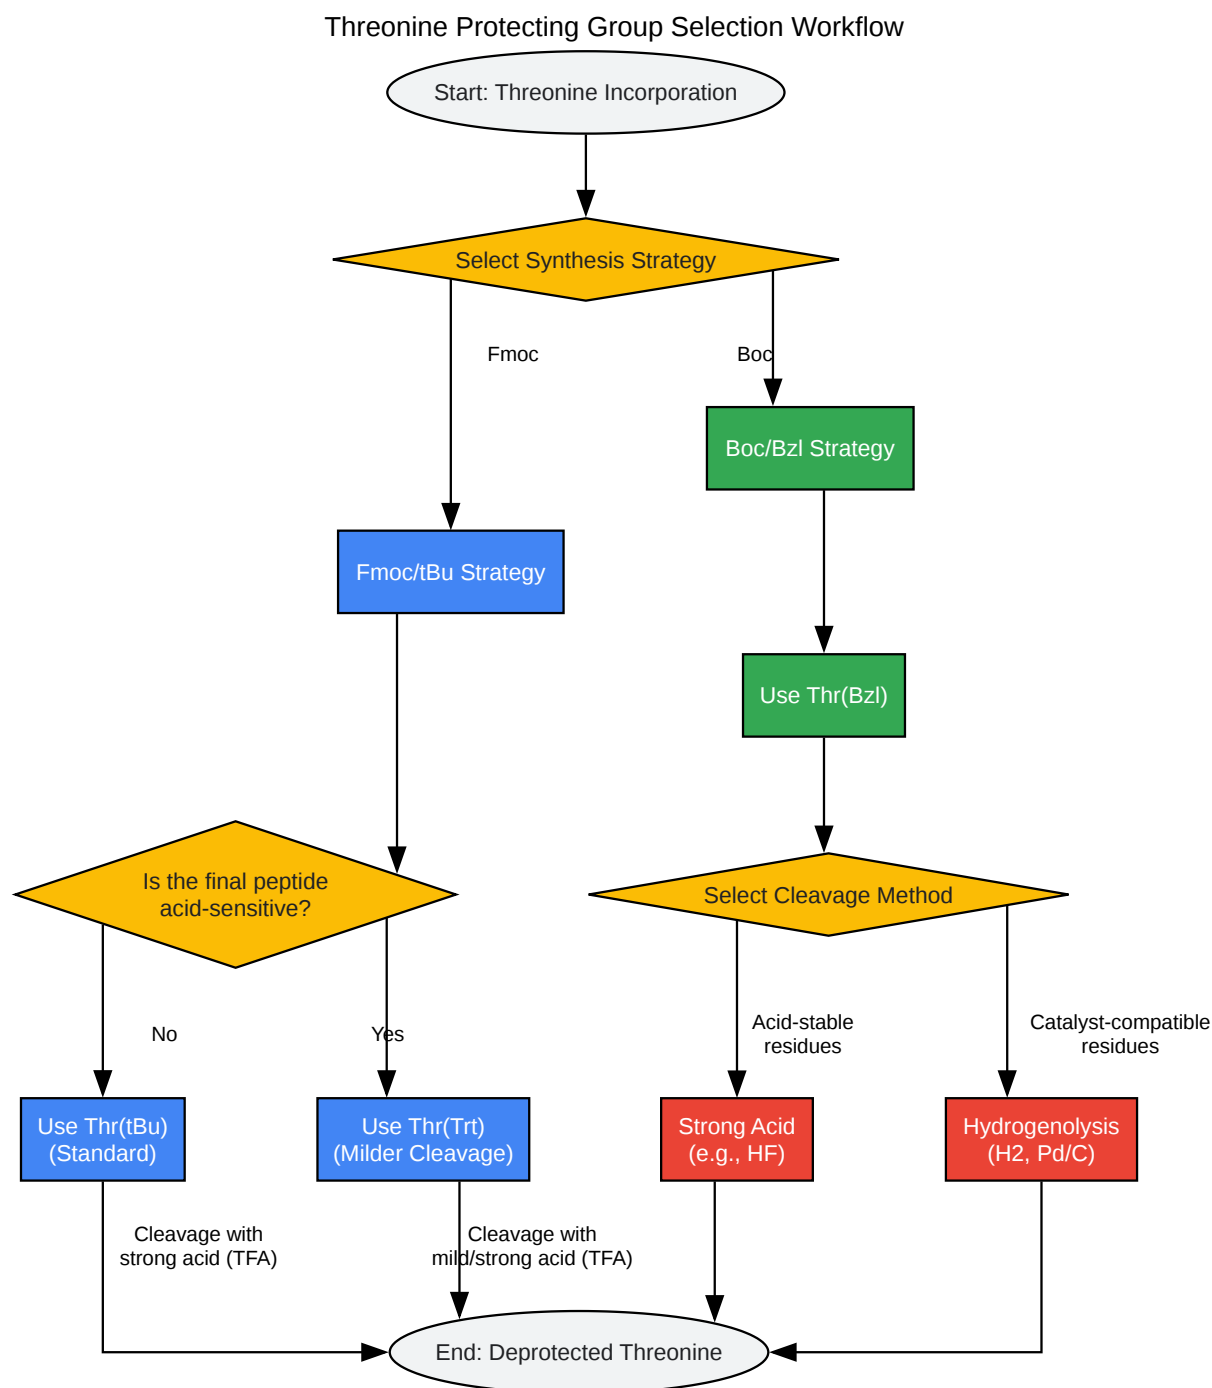 Threonine Protecting Group Selection Workflow
Start: Threonine Incorporation
Select Synthesis Strategy
Fmoc
Boc
Boc/Bzl Strategy
Fmoc/tBu Strategy
Use Thr(Bzl)
Is the final peptide
acid-sensitive?
Select Cleavage Method
No
Yes
Acid-stable
residues
Catalyst-compatible
residues
Use Thr(tBu)
(Standard)
Use Thr(Trt)
(Milder Cleavage)
Strong Acid
(e.g., HF)
Hydrogenolysis
(H2, Pd/C)
Cleavage with
strong acid (TFA)
Cleavage with
mild/strong acid (TFA)
End: Deprotected Threonine